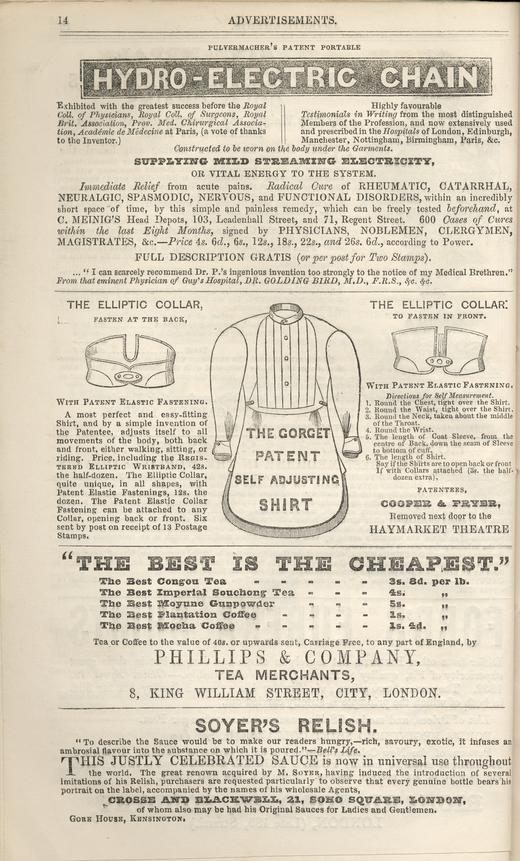 14
ADVERTISEMENTS.
PULVERMACHER'S PATENT PORTABLE
HYDRO-ELECTRIC CHAIN
Exhibited with the greatest success before the Royal
Coll. of Physicians, Royal Coll. of Surgeons, Royal
Brit. Association, Prov. Med. Chirurgical Associa-
tion, Académie de Médecine at Paris, (a vote of thanks
to the Inventor.)
Highly favourable
Testimonials in Writing from the most distinguished
Members of the Profession, and now extensively used
and prescribed in the Hospitals of London, Edinburgh,
Manchester, Nottingham, Birmingham, Paris, &c.
Constructed to be worn on the body under the Garments.
SUPPLYING MILD STREAMING ELECTRICITY,
OR VITAL ENERGY TO THE SYSTEM.
Immediate Relief from acute pains. Radical Cure of RHEUMATIC, CATARRHAL,
NEURALGIC, SPASMODIC, NERVOUS, and FUNCTIONAL DISORDERS, within an incredibly
short space of time, by this simple and painless remedy, which can be freely tested beforehand, at
C. MEINIG'S Head Depots, 103, Leadenhall Street, and 71, Regent Street. 600 Cases of Cures
within the last Eight Months, signed by PHYSICIANS, NOBLEMEN, CLERGYMEN,
MAGISTRATES, &c.—Price 4s. 6d., 6s., 12s., 18s., 22s., and 26s. 6d., according to Power.
FULL DESCRIPTION GRATIS (or per post for Two Stamps).
... "I can scarcely recommend Dr. P.'s ingenious invention too strongly to the notice of my Medical Brethren."
From that eminent Physician of Guy's Hospital, DR. GOLDING BIRD, M.D., F.R.S., &c. &c.
THE ELLIPTIC COLLAR,
FASTEN AT THE BACK,
WITH PATENT ELASTIC FASTENING.
A most perfect and easy-fitting
Shirt, and by a simple invention of
the Patentee, adjusts itself to all
movements of the body, both back
and front, either walking, sitting, or
riding. Price, including the REGIS-
TERED ELLIPTIC WRISTBAND, 42s.
the half-dozen. The Elliptic Collar,
quite unique, in all shapes, with
Patent Elastic Fastenings, 12s. the
dozen. The Patent Elastic Collar
Fastening can be attached to any
Collar, opening back or front. Six
sent by post on receipt of 13 Postage
Stamps.
THE GORGET
PATENT
SELF ADJUSTING
SHIRT
THE ELLIPTIC COLLAR:
TO FASTEN IN FRONT.
WITH PATENT ELASTIC FASTENING,
Directions for Self Measurement.
1. Round the Chest, tight over the Shirt.
2. Round the Waist, tight over the Shirt.
3. Round the Neck, taken about the middle
of the Throat.
4. Round the Wrist.
5. The length of Coat Sleeve, from the
centre of Back, down the seam of Sleeve
to bottom of cuff.
6. The length of Shirt.
Say if the Shirts are to open back or front
If with Collars attached (3s. the half-
dozen extra).
PATENTEES,
COOPER & FRYER,
Removed next door to the
HAYMARKET THEATRE
"THE BEST IS THE CHEAPEST."
The Best Congou Tea - - - - - 3s. 8d. per lb.
The Best Imperial Souchong Tea - - - 4s. "
The Best Moyune Gunpowder - - - 5s. "
The Best Plantation Coffee - - - - 1s. "
The Best Mocha Coffee - - - - - 1s. 4d. "
Tea or Coffee to the value of 40s. or upwards sent, Carriage Free, to any part of England, by
PHILLIPS & COMPANY,
TEA MERCHANTS,
8, KING WILLIAM STREET, CITY, LONDON.
SOYER'S RELISH.
"To describe the Sauce would be to make our readers hungry,—rich, savoury, exotic, it infuses an
ambrosial flavour into the substance on which it is poured."—Bell's Life.
THIS JUSTLY CELEBRATED SAUCE is now in universal use throughout
the world. The great renown acquired by M. SOYER, having induced the introduction of several
imitations of his Relish, purchasers are requested particularly to observe that every genuine bottle bears his
portrait on the label, accompanied by the names of his wholesale Agents,
CROSSE AND BLACKWELL, 21, SOHO SQUARE, LONDON,
of whom also may be had his Original Sauces for Ladies and Gentlemen.
GORE HOUSE, KENSINGTON.